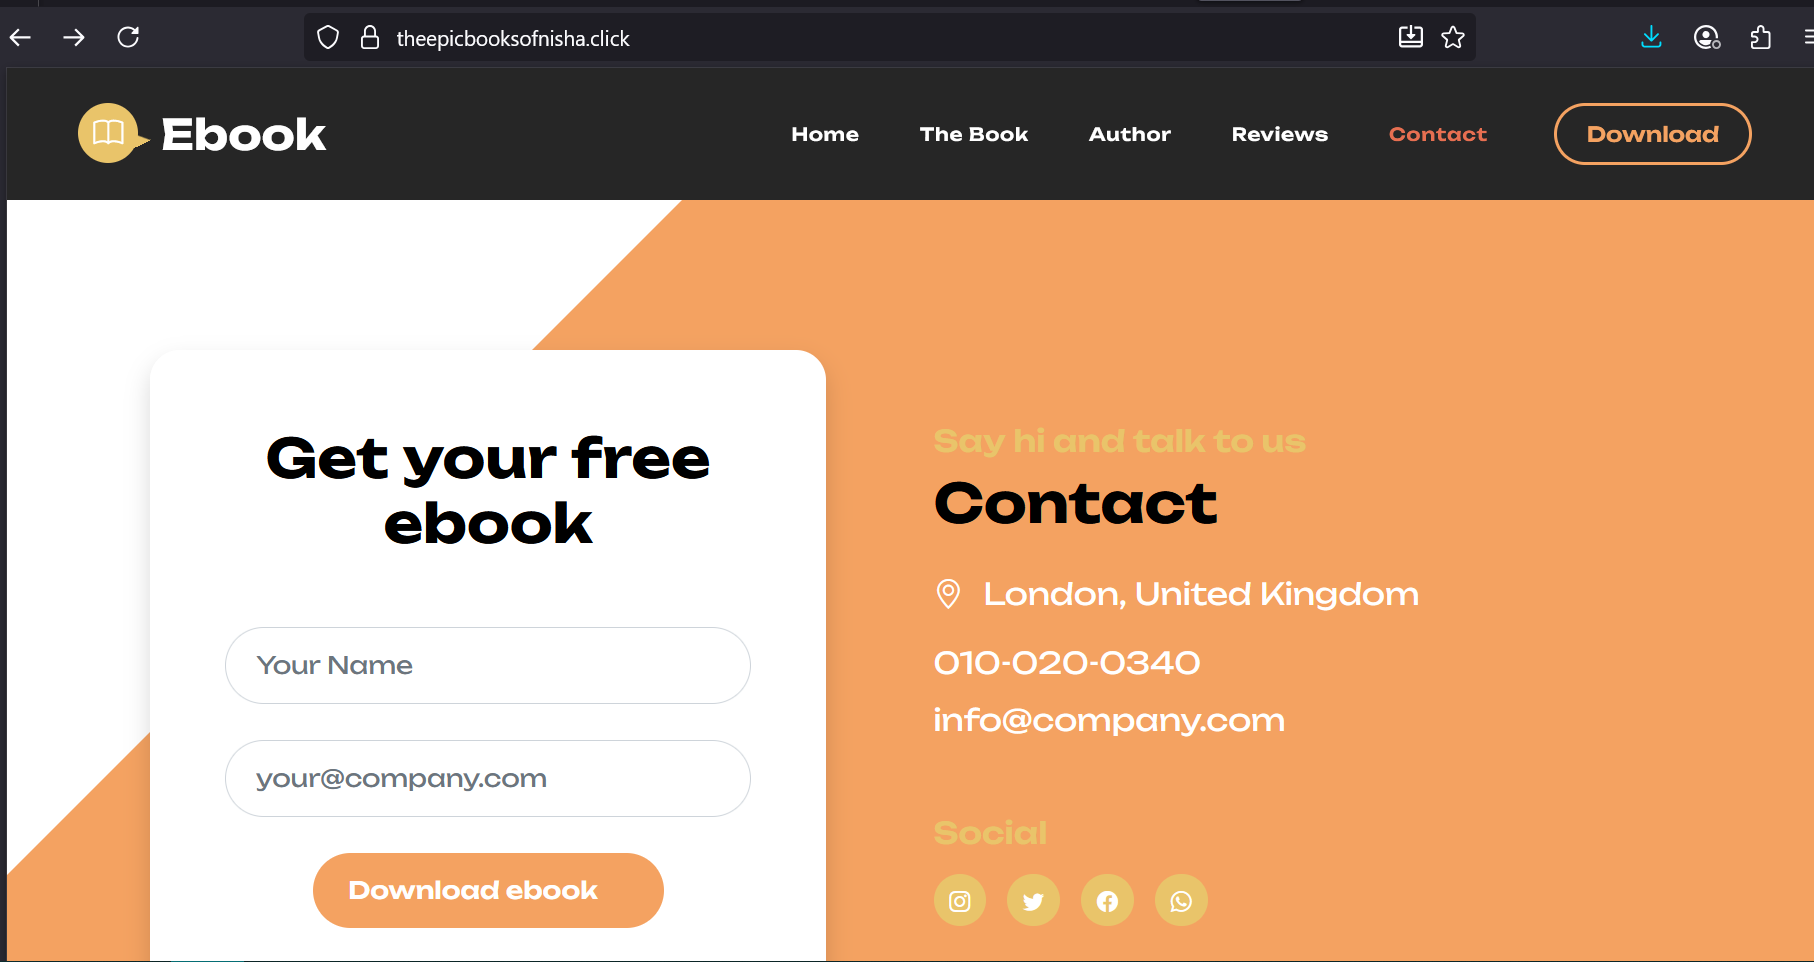 theepicbooksofnisha.click
Ebook
Home
The Book
Author
Reviews
Contact
Download
Get your free
ebook
Your Name
your@company.com
Download ebook
Say hi and talk to us
Contact
London, United Kingdom
010-020-0340
info@company.com
Social